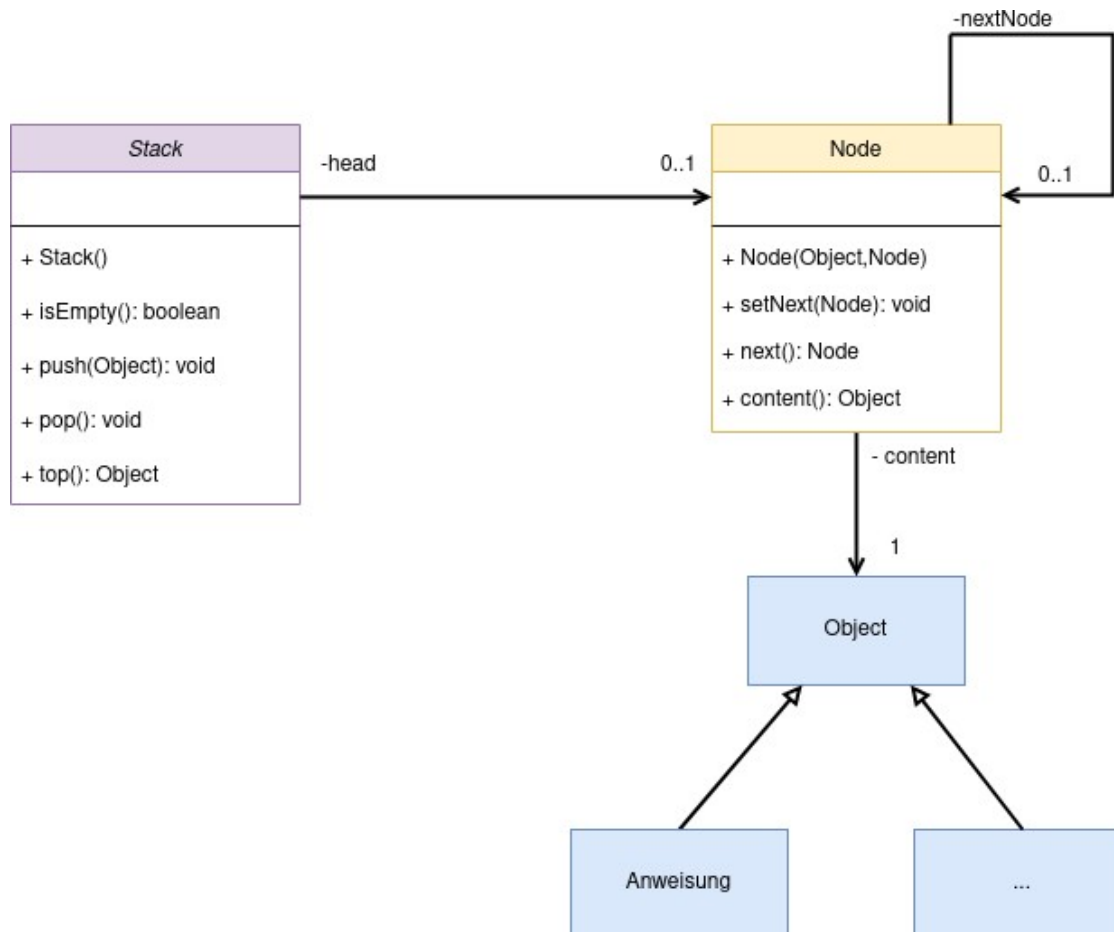 -nextNode
Stack
-head
0..1
Node
0..1
+ Stack()
+ isEmpty(): boolean
+ push(Object): void
+ pop(): void
+ top(): Object
+ Node(Object,Node)
+ setNext(Node): void
+ next(): Node
+ content(): Object
- content
1
Object
Anweisung
...